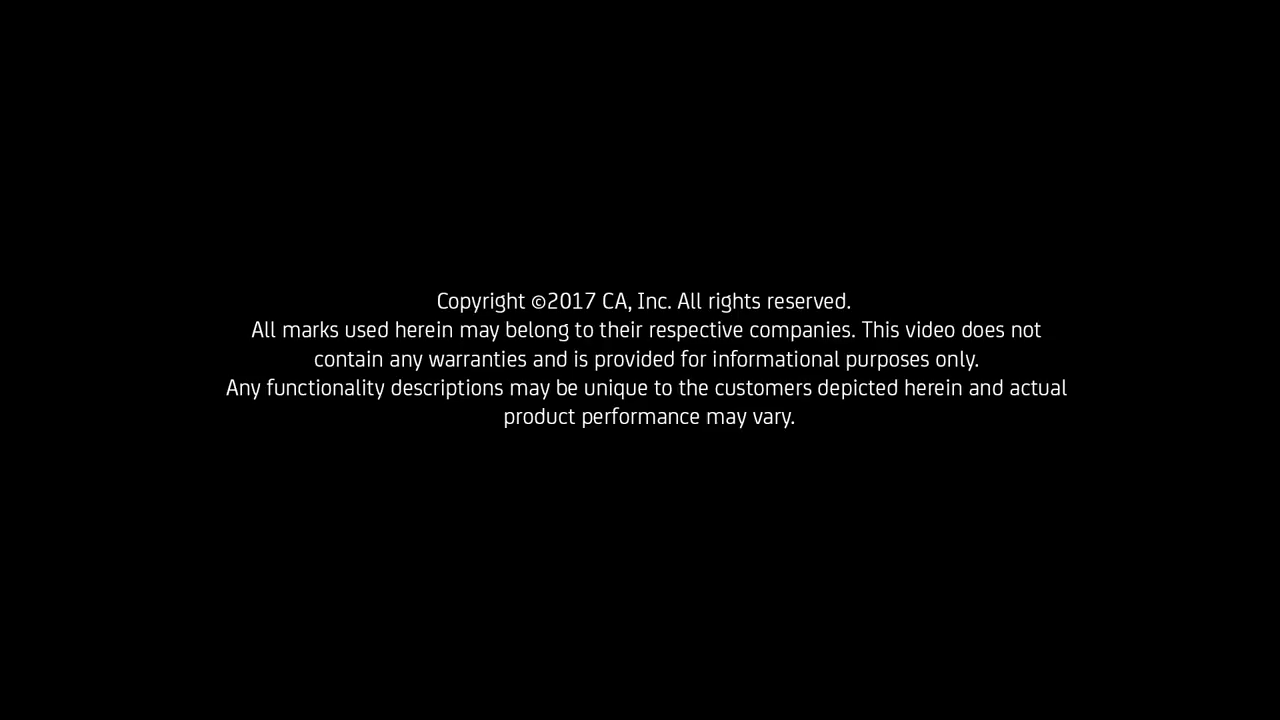 Copyright ©2017 CA, Inc. All rights reserved.
All marks used herein may belong to their respective companies. This video does not
contain any warranties and is provided for informational purposes only.
Any functionality descriptions may be unique to the customers depicted herein and actual
product performance may vary.